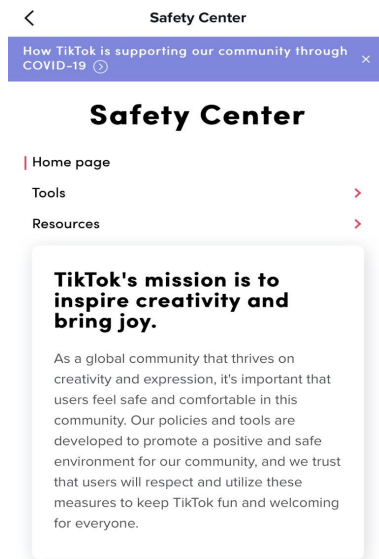 Safety Center
How TikTok is supporting our community through
COVID-19
Safety Center
Home page
Tools
Resources
TikTok's mission is to
inspire creativity and
bring joy.
As a global community that thrives on
creativity and expression, it's important that
users feel safe and comfortable in this
community. Our policies and tools are
developed to promote a positive and safe
environment for our community, and we trust
that users will respect and utilize these
measures to keep TikTok fun and welcoming
for everyone.